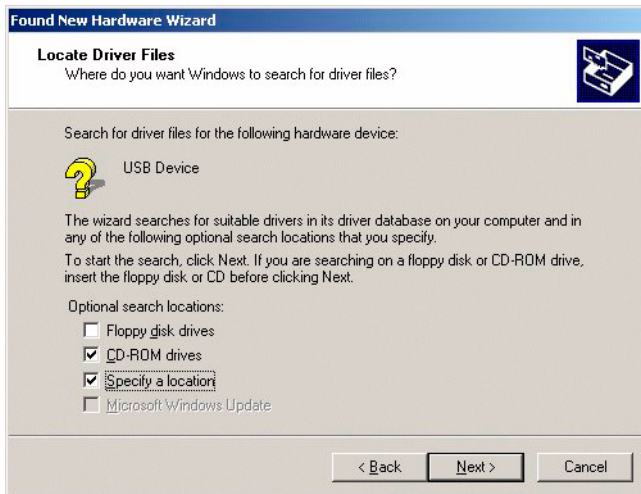 Found New Hardware Wizard
Locate Driver Files
Where do you want Windows to search for driver files?
Search for driver files for the following hardware device:
USB Device
The wizard searches for suitable drivers in its driver database on your computer and in
any of the following optional search locations that you specify.
To start the search, click Next. If you are searching on a floppy disk or CD-ROM drive,
insert the floppy disk or CD before clicking Next.
Optional search locations:
Floppy disk drives
CD-ROM drives
Specify a location
Microsoft Windows Update
< Back Next > Cancel